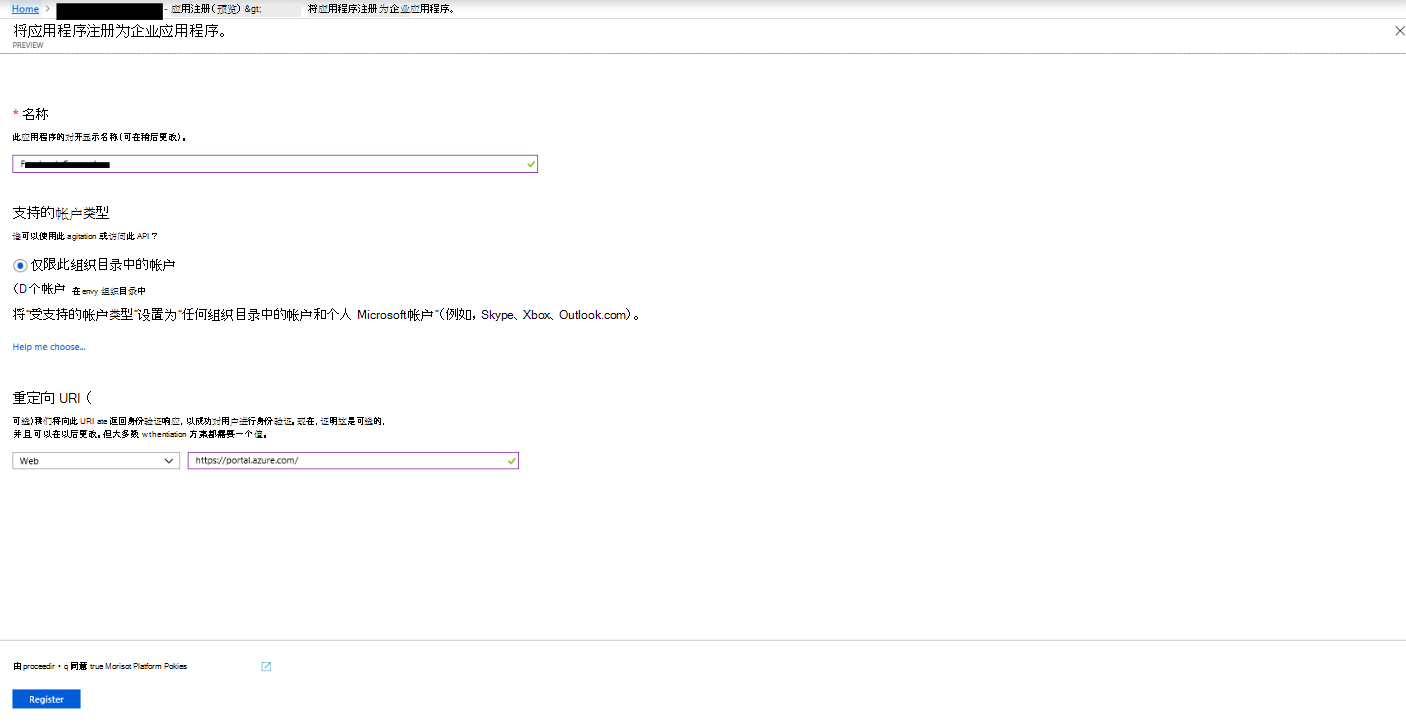 Home > - 应用注册(预览) &gt; 将应用程序注册为企业应用程序。
将应用程序注册为企业应用程序。
PREVIEW
* 名称
此应用程序的对开显示名称(可在稍后更改)。
支持的帐户类型
谁可以使用此 agitation 或访问此 API？
仅限此组织目录中的帐户
(D个帐户 在 envy 组织目录中
将"受支持的帐户类型"设置为"任何组织目录中的帐户和个人 Microsoft帐户"(例如，Skype、Xbox、Outlook.com)。
Help me choose...
重定向 URI (
可选)我们将向此 URI ate 返回身份验证响应，以成功对用户进行身份验证。现在，证明这是可选的，
并且可以在以后更改。但大多数 wthentiation 方案都需要一个值。
Web https://portal.azure.com/
由 proceedir・q 同意 true Morisot Platform Pokies
Register